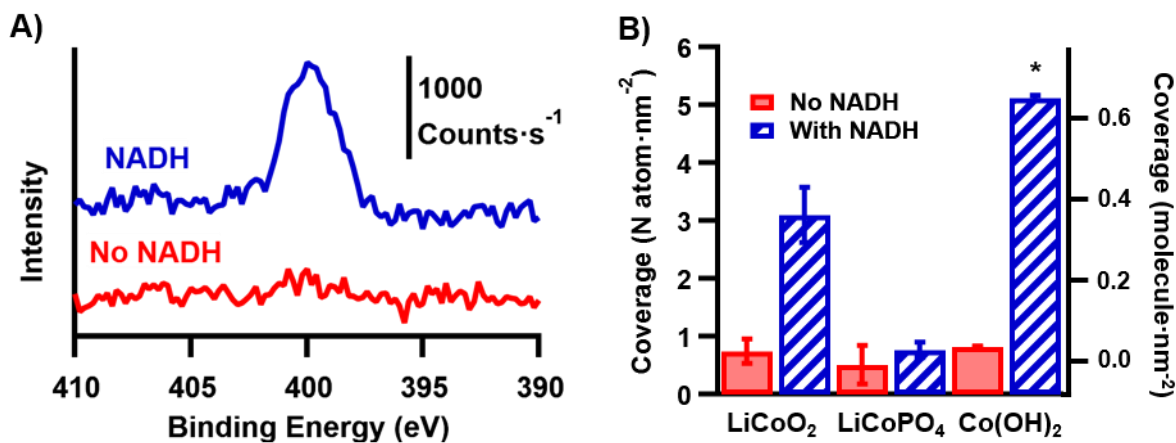 A)
NADH
No NADH
1000
Counts·s⁻¹
Intensity
410 405 400 395 390
Binding Energy (eV)
B)
Coverage (N atom·nm⁻²)
6
5
4
3
2
1
0
No NADH
With NADH
*
LiCoO₂ LiCoPO₄ Co(OH)₂
0.6
0.4
0.2
0.0
Coverage (molecule·nm⁻²)